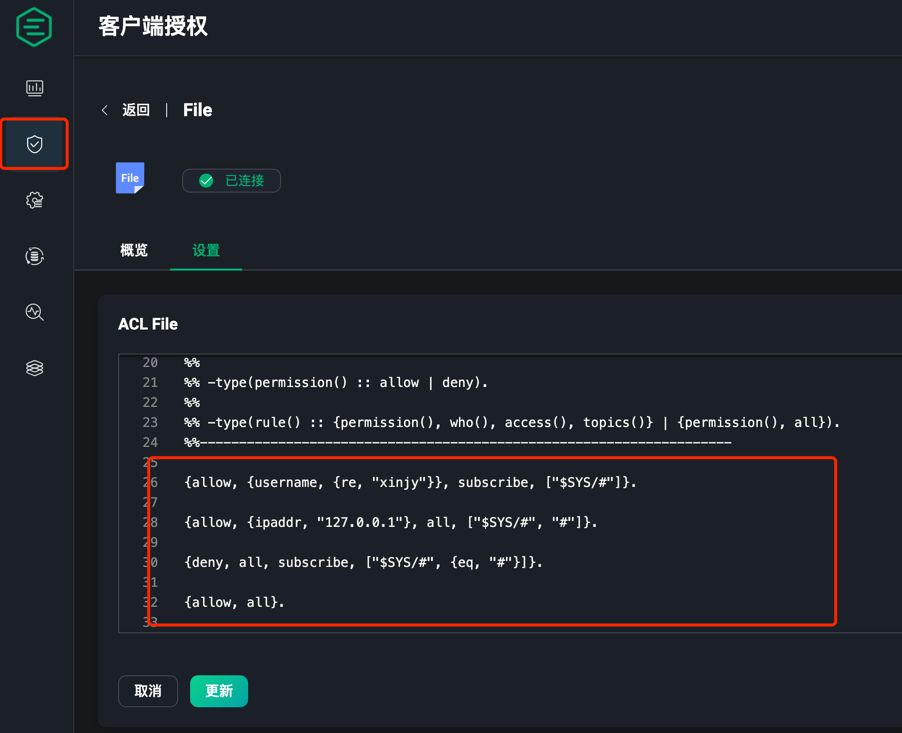 客户端授权
返回 | File
File
已连接
概览 设置
ACL File
20 %%
21 %% -type(permission() :: allow | deny).
22 %%
23 %% -type(rule() :: {permission(), who(), access(), topics()} | {permission(), all}).
24 %%--------------------------------------------------------------------
25
26 {allow, {username, {re, "xinjy"}}, subscribe, ["$SYS/#"]}.
27
28 {allow, {ipaddr, "127.0.0.1"}, all, ["$SYS/#", "#"]}.
29
30 {deny, all, subscribe, ["$SYS/#", {eq, "#"}]}.
31
32 {allow, all}.
33
取消 更新